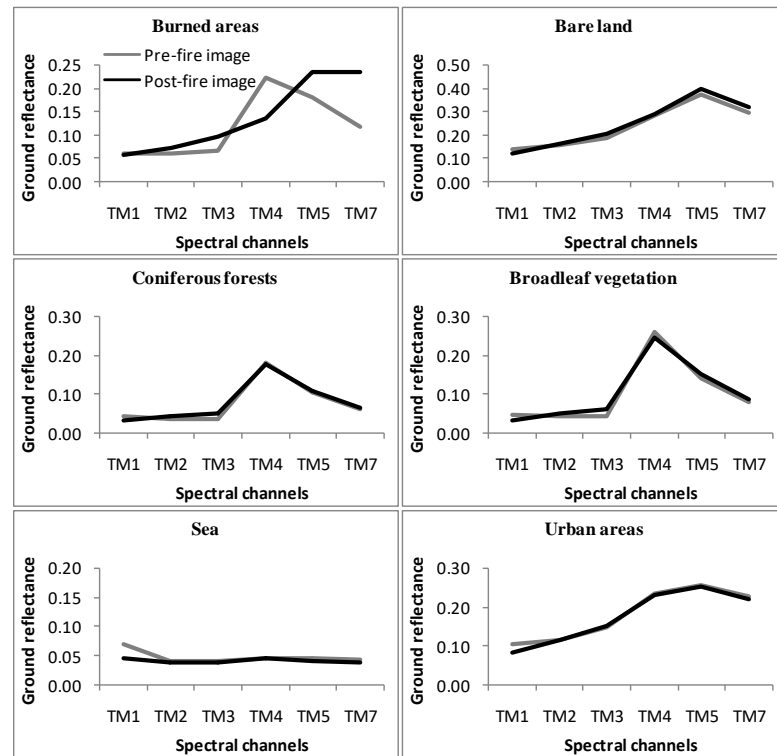 Burned areas
Pre-fire image
Post-fire image
Ground reflectance
0.25
0.20
0.15
0.10
0.05
0.00
TM1 TM2 TM3 TM4 TM5 TM7
Spectral channels
Bare land
Ground reflectance
0.50
0.40
0.30
0.20
0.10
0.00
TM1 TM2 TM3 TM4 TM5 TM7
Spectral channels
Coniferous forests
Ground reflectance
0.30
0.20
0.10
0.00
TM1 TM2 TM3 TM4 TM5 TM7
Spectral channels
Broadleaf vegetation
Ground reflectance
0.30
0.20
0.10
0.00
TM1 TM2 TM3 TM4 TM5 TM7
Spectral channels
Sea
Ground reflectance
0.20
0.15
0.10
0.05
0.00
TM1 TM2 TM3 TM4 TM5 TM7
Spectral channels
Urban areas
Ground reflectance
0.30
0.20
0.10
0.00
TM1 TM2 TM3 TM4 TM5 TM7
Spectral channels